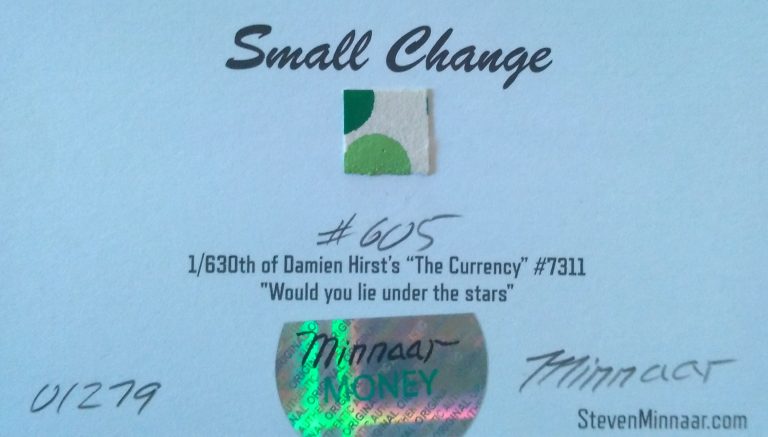 Small Change
#605
1/630th of Damien Hirst's “The Currency” #7311
"Would you lie under the stars"
Minnaar
MONEY
01279
Minnaar
StevenMinnaar.com